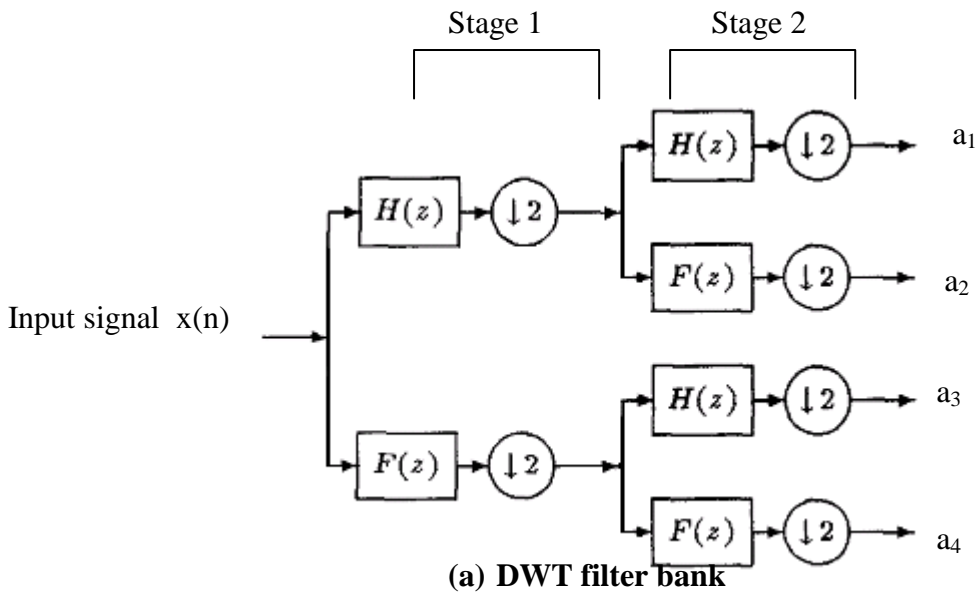 Stage 1
Stage 2
H(z)
↓2
a₁
H(z)
↓2
F(z)
↓2
a₂
Input signal x(n)
H(z)
↓2
a₃
F(z)
↓2
F(z)
↓2
a₄
(a) DWT filter bank